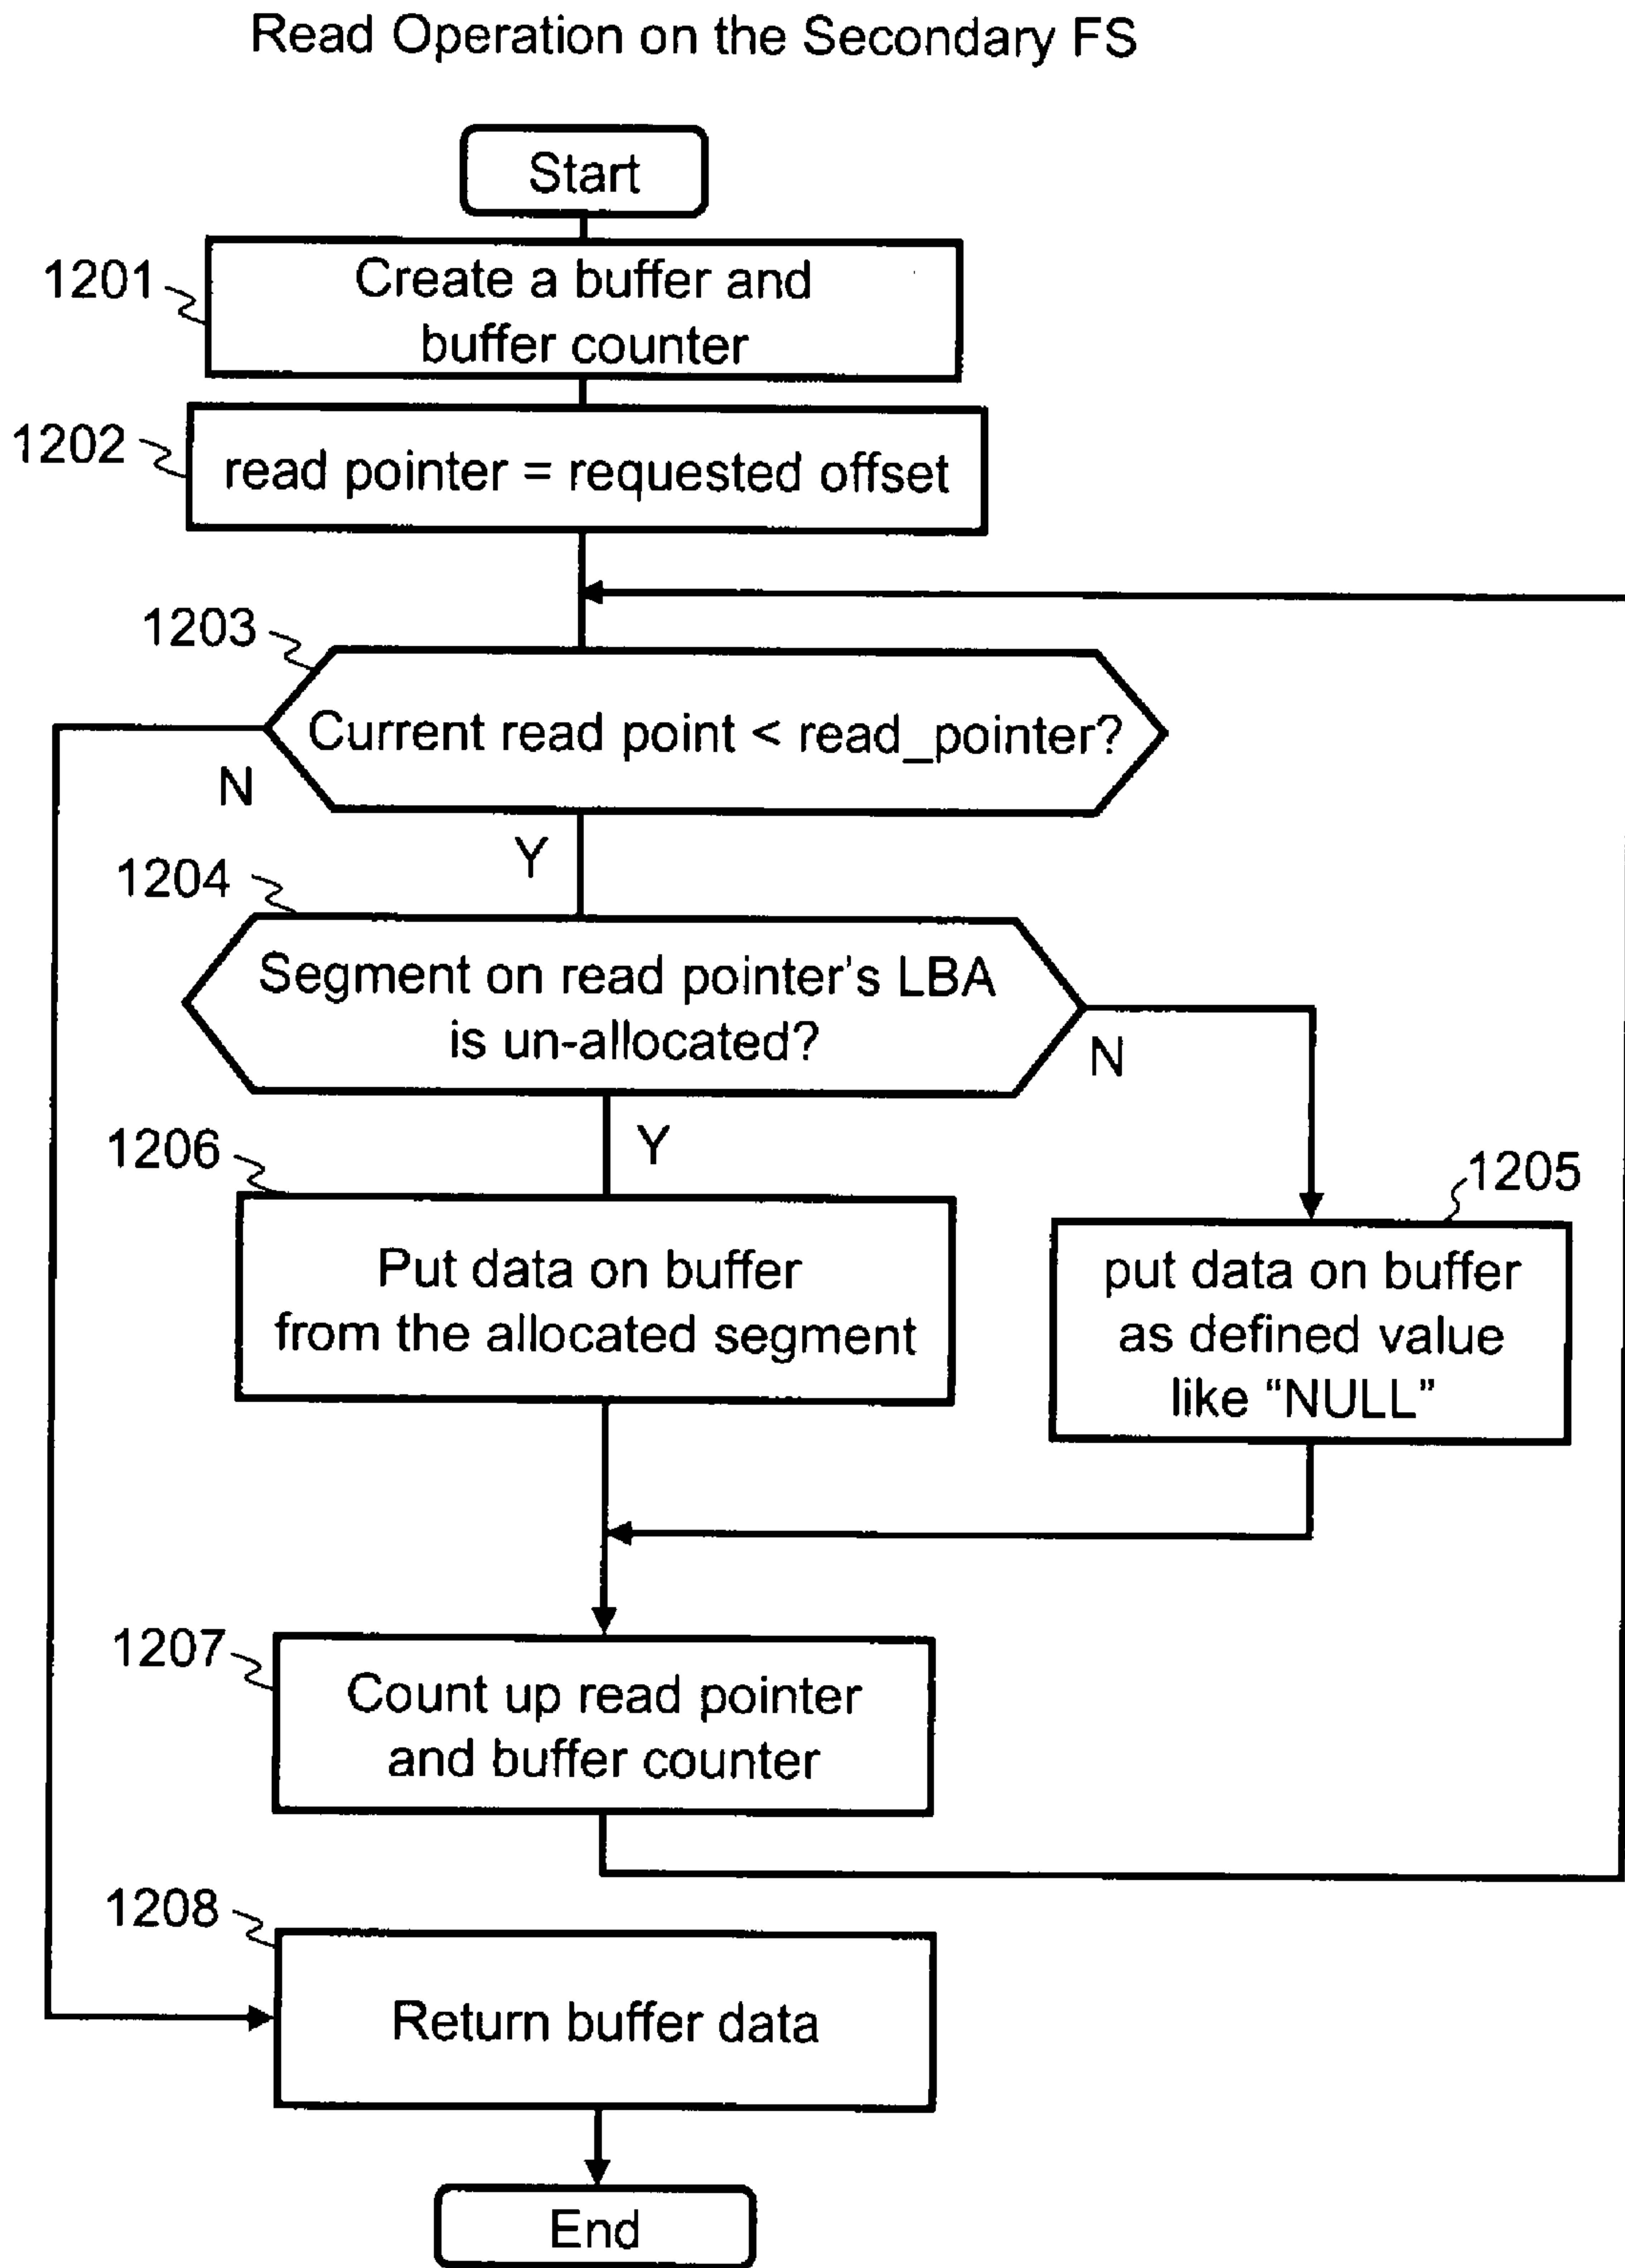 Read Operation on the Secondary FS
Start
1201
Create a buffer and
buffer counter
1202
read pointer = requested offset
1203
Current read point < read_pointer?
N
Y
1204
Segment on read pointer's LBA
is un-allocated?
N
Y
1206
Put data on buffer
from the allocated segment
1205
put data on buffer
as defined value
like “NULL”
1207
Count up read pointer
and buffer counter
1208
Return buffer data
End